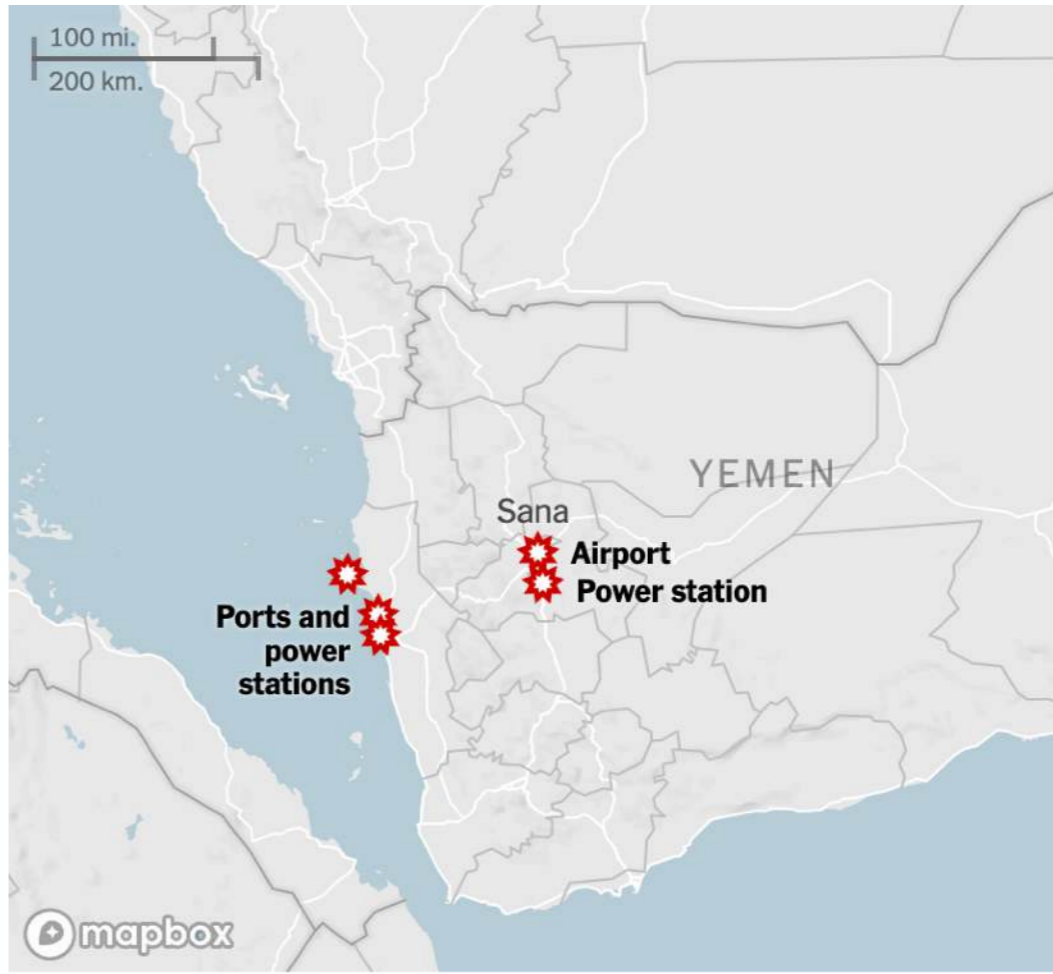 100 mi.
200 km.
YEMEN
Sana
Airport
Power station
Ports and
power
stations
mapbox